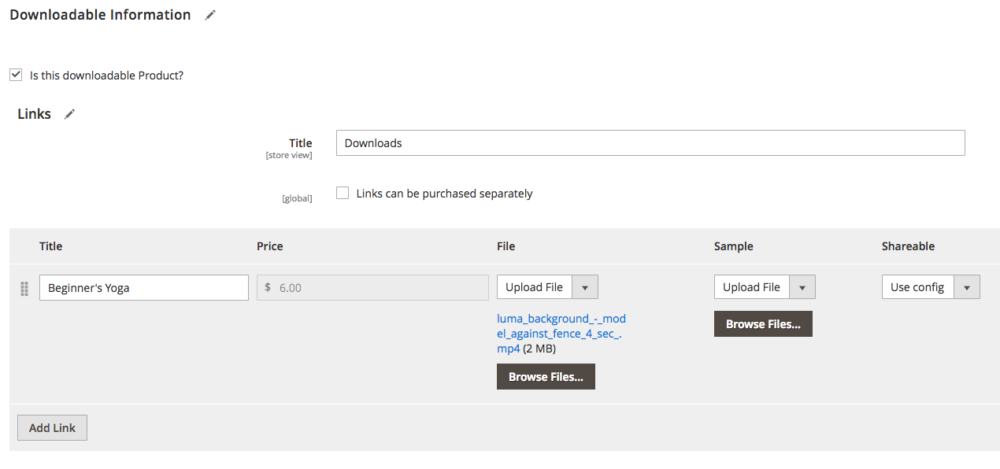 Downloadable Information
Is this downloadable Product?
Links
Title
[store view]
Downloads
[global]
Links can be purchased separately
Title Price File Sample Shareable
Beginner's Yoga $ 6.00 Upload File Upload File Use config
luma_background_-_mod
el_against_fence_4_sec_.
mp4 (2 MB)
Browse Files...
Browse Files...
Add Link